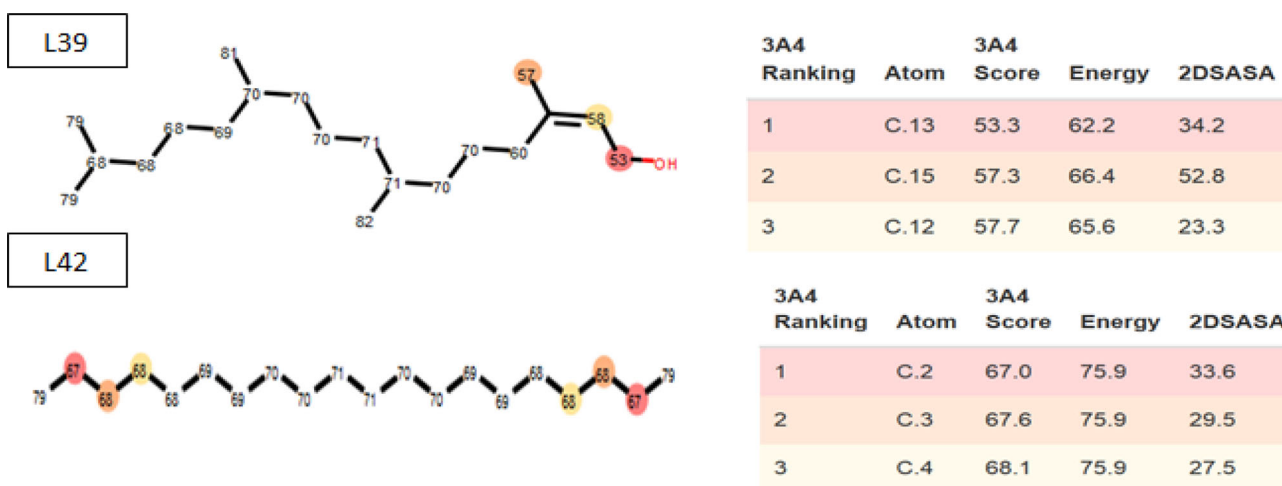 L39
81
57
70
70
79
68
69
58
70
71
70
60
68
68
53
OH
79
71
70
82
3A4 Ranking Atom 3A4 Score Energy 2DSASA
1 C.13 53.3 62.2 34.2
2 C.15 57.3 66.4 52.8
3 C.12 57.7 65.6 23.3
L42
79 67 68 68 68 69 69 70 70 71 71 70 70 69 69 68 68 68 67 79
3A4 Ranking Atom 3A4 Score Energy 2DSASA
1 C.2 67.0 75.9 33.6
2 C.3 67.6 75.9 29.5
3 C.4 68.1 75.9 27.5